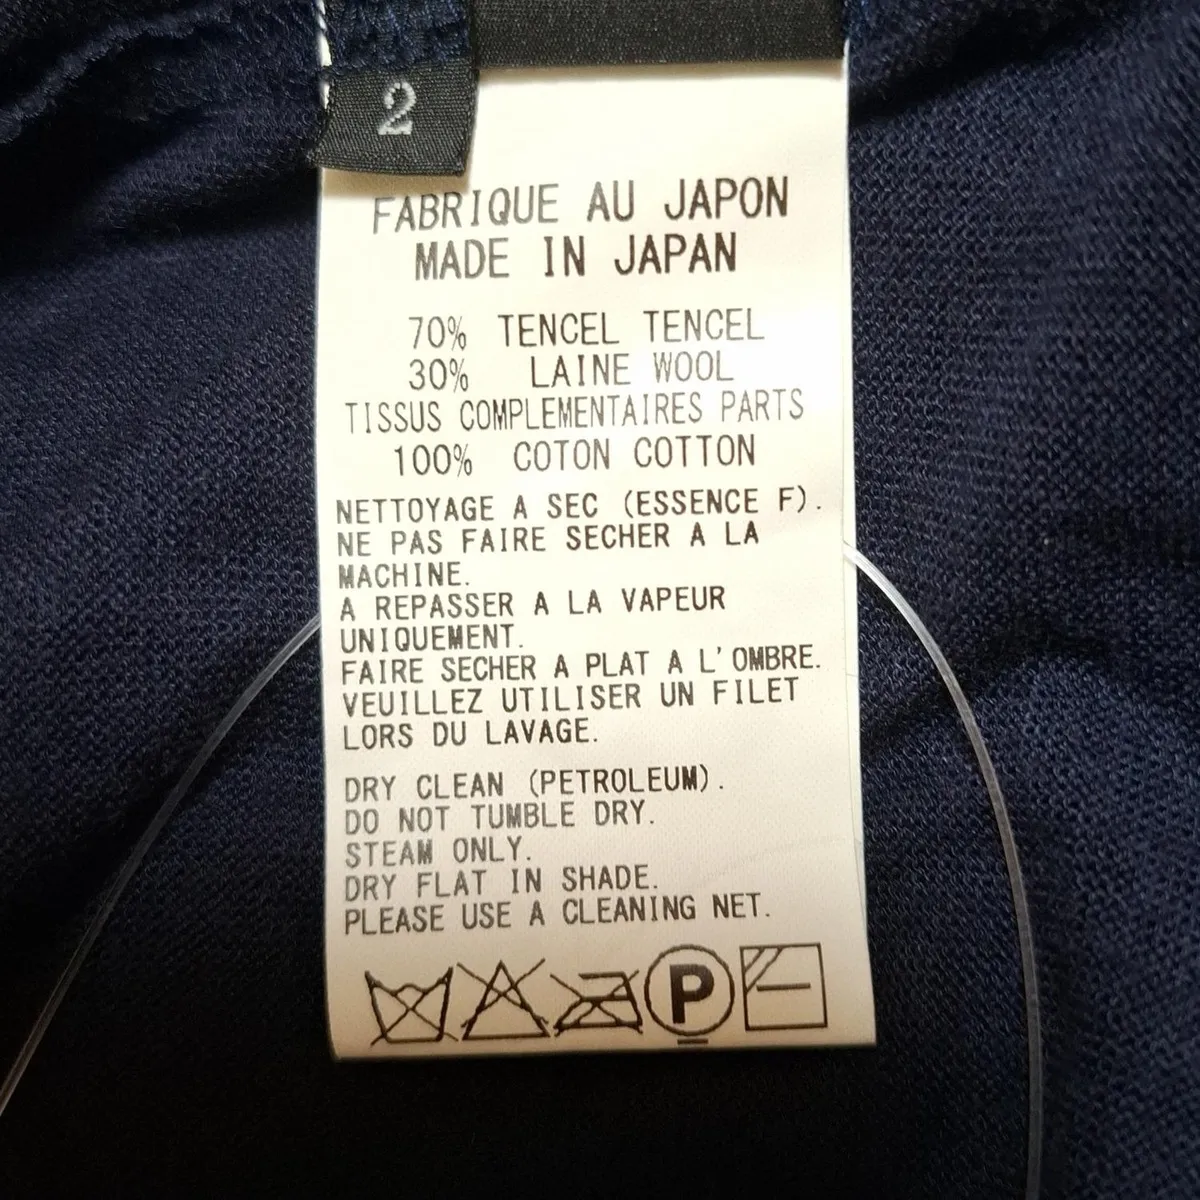 2
FABRIQUE AU JAPON
MADE IN JAPAN
70% TENCEL TENCEL
30% LAINE WOOL
TISSUS COMPLEMENTAIRES PARTS
100% COTON COTTON
NETTOYAGE A SEC (ESSENCE F).
NE PAS FAIRE SECHER A LA
MACHINE.
A REPASSER A LA VAPEUR
UNIQUEMENT.
FAIRE SECHER A PLAT A L'OMBRE.
VEUILLEZ UTILISER UN FILET
LORS DU LAVAGE.
DRY CLEAN (PETROLEUM).
DO NOT TUMBLE DRY.
STEAM ONLY.
DRY FLAT IN SHADE.
PLEASE USE A CLEANING NET.
P